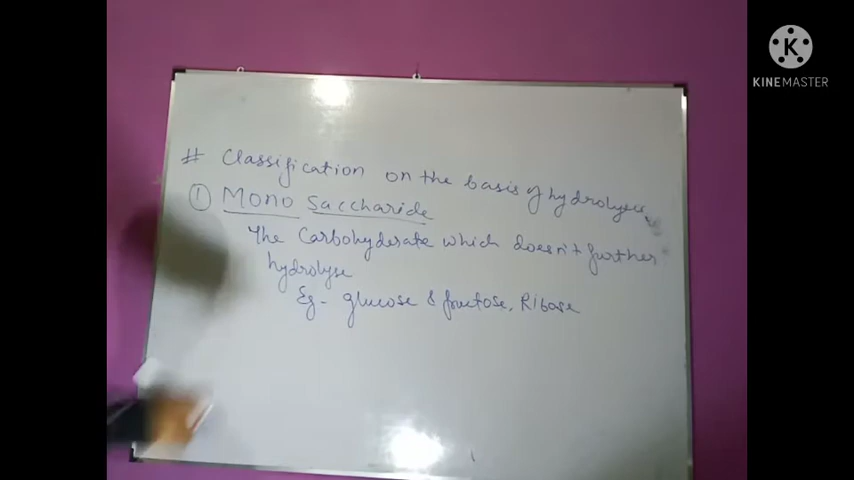 # Classification on the basis of hydrolysis
① Mono Saccharide
The Carbohyderate which doesn't further
hydrolyse
Eg- glucose & fructose, Ribose
K
KINEMASTER